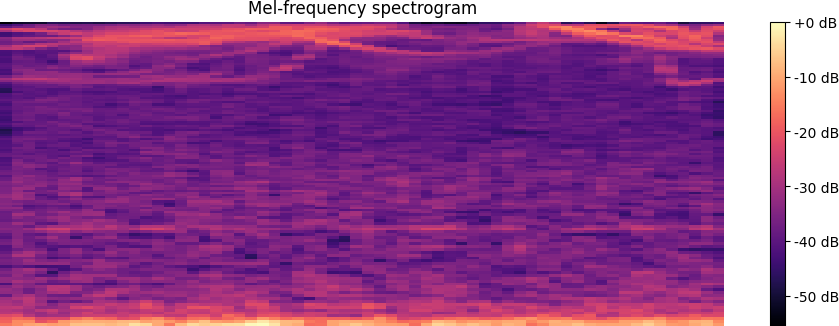 Mel-frequency spectrogram
+0 dB
-10 dB
-20 dB
-30 dB
-40 dB
-50 dB